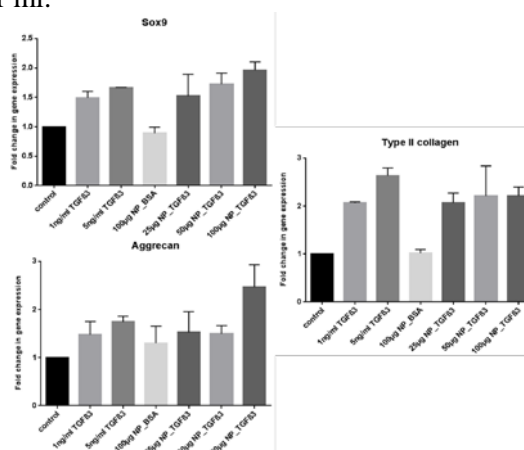 Sox9
Fold change in gene expression
2.5
2.0
1.5
1.0
0.5
0.0
control
1ng/ml TGFß3
5ng/ml TGFß3
100µg NP_BSA
25µg NP_TGFß3
50µg NP_TGFß3
100µg NP_TGFß3
Type II collagen
Fold change in gene expression
3
2
1
0
control
1ng/ml TGFß3
5ng/ml TGFß3
100µg NP_BSA
25µg NP_TGFß3
50µg NP_TGFß3
100µg NP_TGFß3
Aggrecan
Fold change in gene expression
3
2
1
0
control
1ng/ml TGFß3
5ng/ml TGFß3
100µg NP_BSA
NP_TGFß3
NP_TGFß3
NP_TGFß3